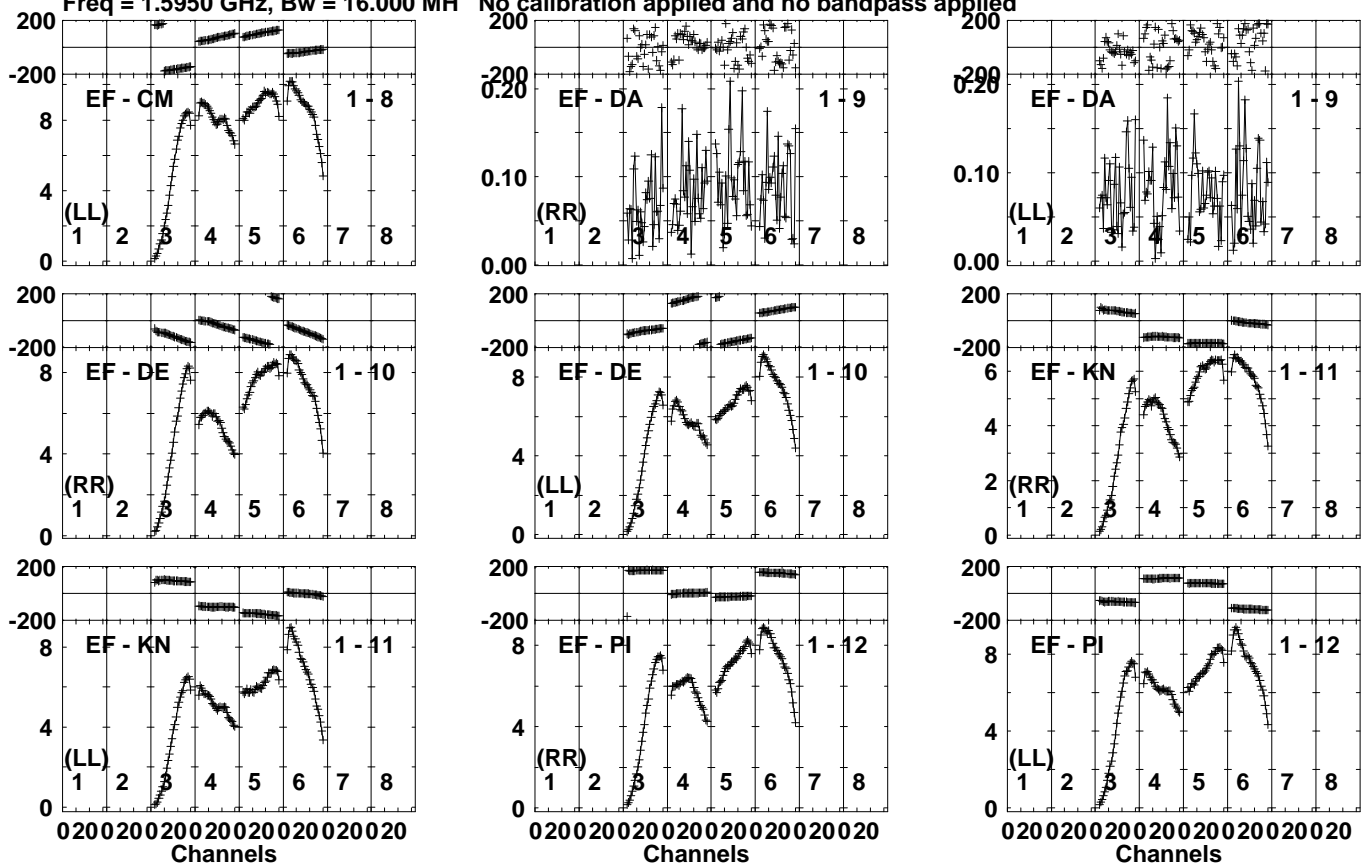 Freq = 1.5950 GHz, Bw = 16.000 MH No calibration applied and no bandpass applied
200
-200
EF - CM 1 - 8
8
4
0
(LL)
1 2 3 4 5 6 7 8
-200
0.20
EF - DA 1 - 9
0.10
0.00
(RR)
1 2 3 4 5 6 7 8
200
-200
0.20
EF - DA 1 - 9
0.10
0.00
(LL)
1 2 3 4 5 6 7 8
200
-200
EF - DE 1 - 10
8
4
0
(RR)
1 2 3 4 5 6 7 8
200
-200
EF - DE 1 - 10
8
4
0
(LL)
1 2 3 4 5 6 7 8
200
-200
EF - KN 1 - 11
6
4
2
0
(RR)
1 2 3 4 5 6 7 8
200
-200
EF - KN 1 - 11
8
4
0
(LL)
1 2 3 4 5 6 7 8
200
-200
EF - PI 1 - 12
8
4
0
(RR)
1 2 3 4 5 6 7 8
200
-200
EF - PI 1 - 12
8
4
0
(LL)
1 2 3 4 5 6 7 8
0 20 0 20 0 20 0 20 0 20 0 20 0 20 0 20
Channels
0 20 0 20 0 20 0 20 0 20 0 20 0 20 0 20
Channels
0 20 0 20 0 20 0 20 0 20 0 20 0 20 0 20
Channels